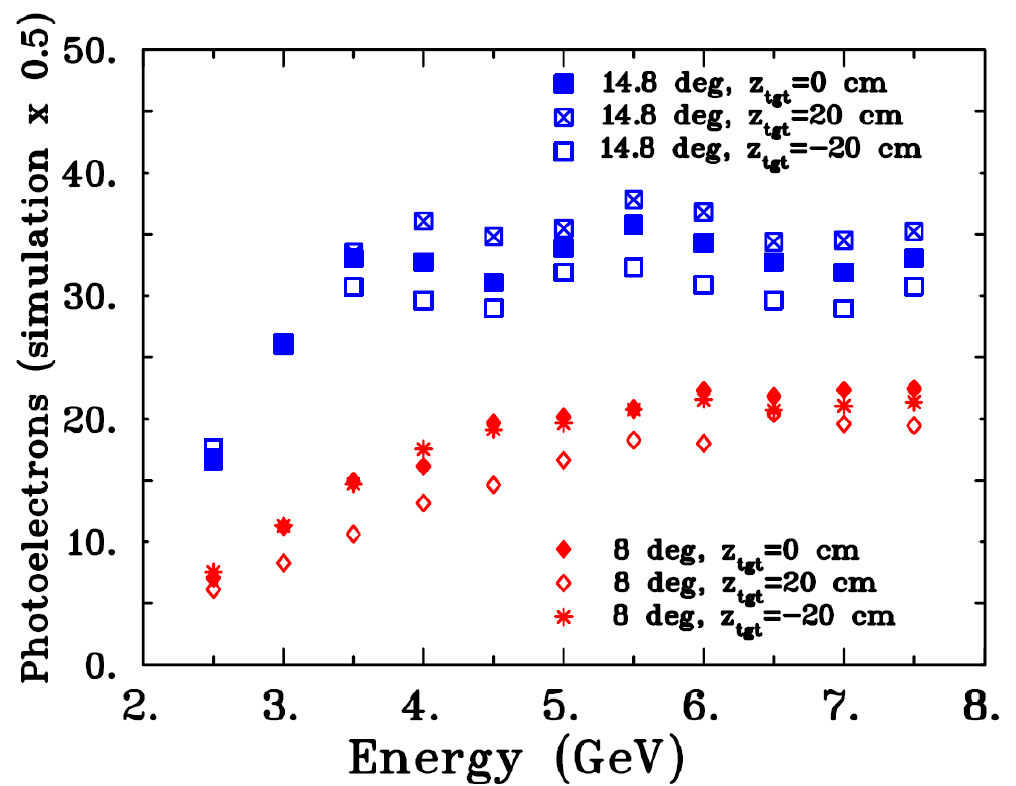 Photoelectrons (simulation x 0.5)
50.
40.
30.
20.
10.
0.
14.8 deg, ztgt=0 cm
14.8 deg, ztgt=20 cm
14.8 deg, ztgt=-20 cm
8 deg, ztgt=0 cm
8 deg, ztgt=20 cm
8 deg, ztgt=-20 cm
2. 3. 4. 5. 6. 7. 8.
Energy (GeV)